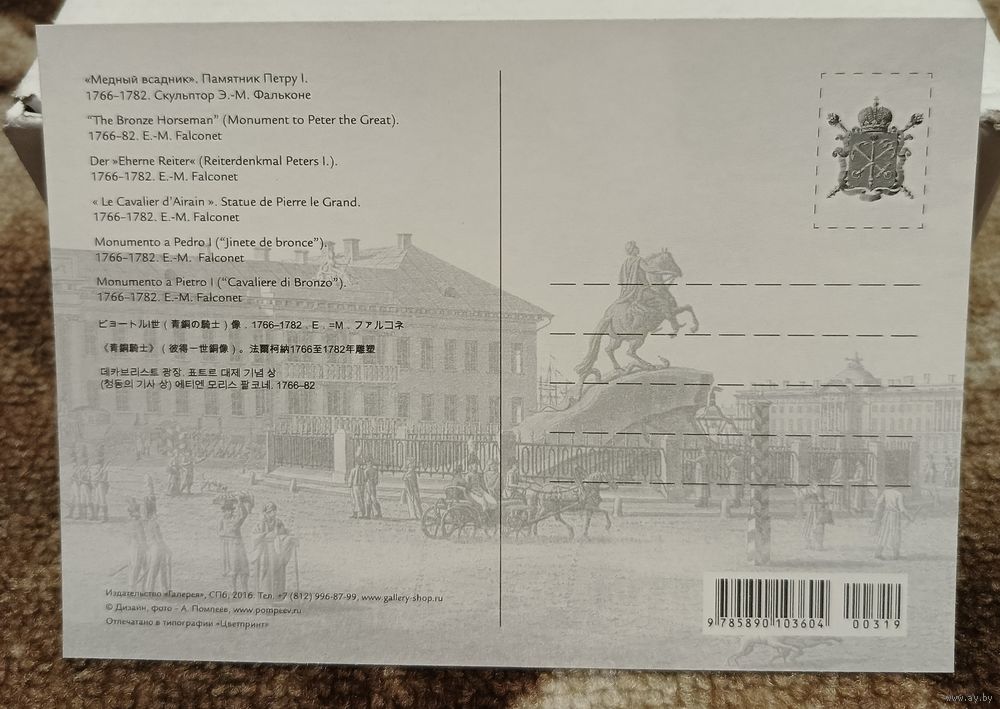 «Медный всадник». Памятник Петру I.
1766–1782. Скульптор Э.-М. Фальконе
“The Bronze Horseman” (Monument to Peter the Great).
1766–82. E.-M. Falconet
Der »Eherne Reiter« (Reiterdenkmal Peters I.).
1766–1782. E.-M. Falconet
« Le Cavalier d’Airain ». Statue de Pierre le Grand.
1766–1782. E.-M. Falconet
Monumento a Pedro I (“Jinete de bronce”).
1766–1782. E.-M. Falconet
Monumento a Pietro I (“Cavaliere di Bronzo”).
1766–1782. E.-M. Falconet
ピョートルI世（青銅の騎士）像．1766–1782．E．=M．ファルコネ
《青銅騎士》（彼得一世銅像）。法爾柯納1766至1782年雕塑
데카브리스트 광장. 표트르 대제 기념 상
(청동의 기사 상) 에티엔 모리스 팔코네. 1766–82
Издательство «Галерея», СПб, 2016. Тел. +7 (812) 996-87-99, www.gallery-shop.ru
© Дизайн, фото - А. Помпеев, www.pompeev.ru
Отпечатано в типографии «Цветпринт»
9 785890 103604
00319
www.ay.by